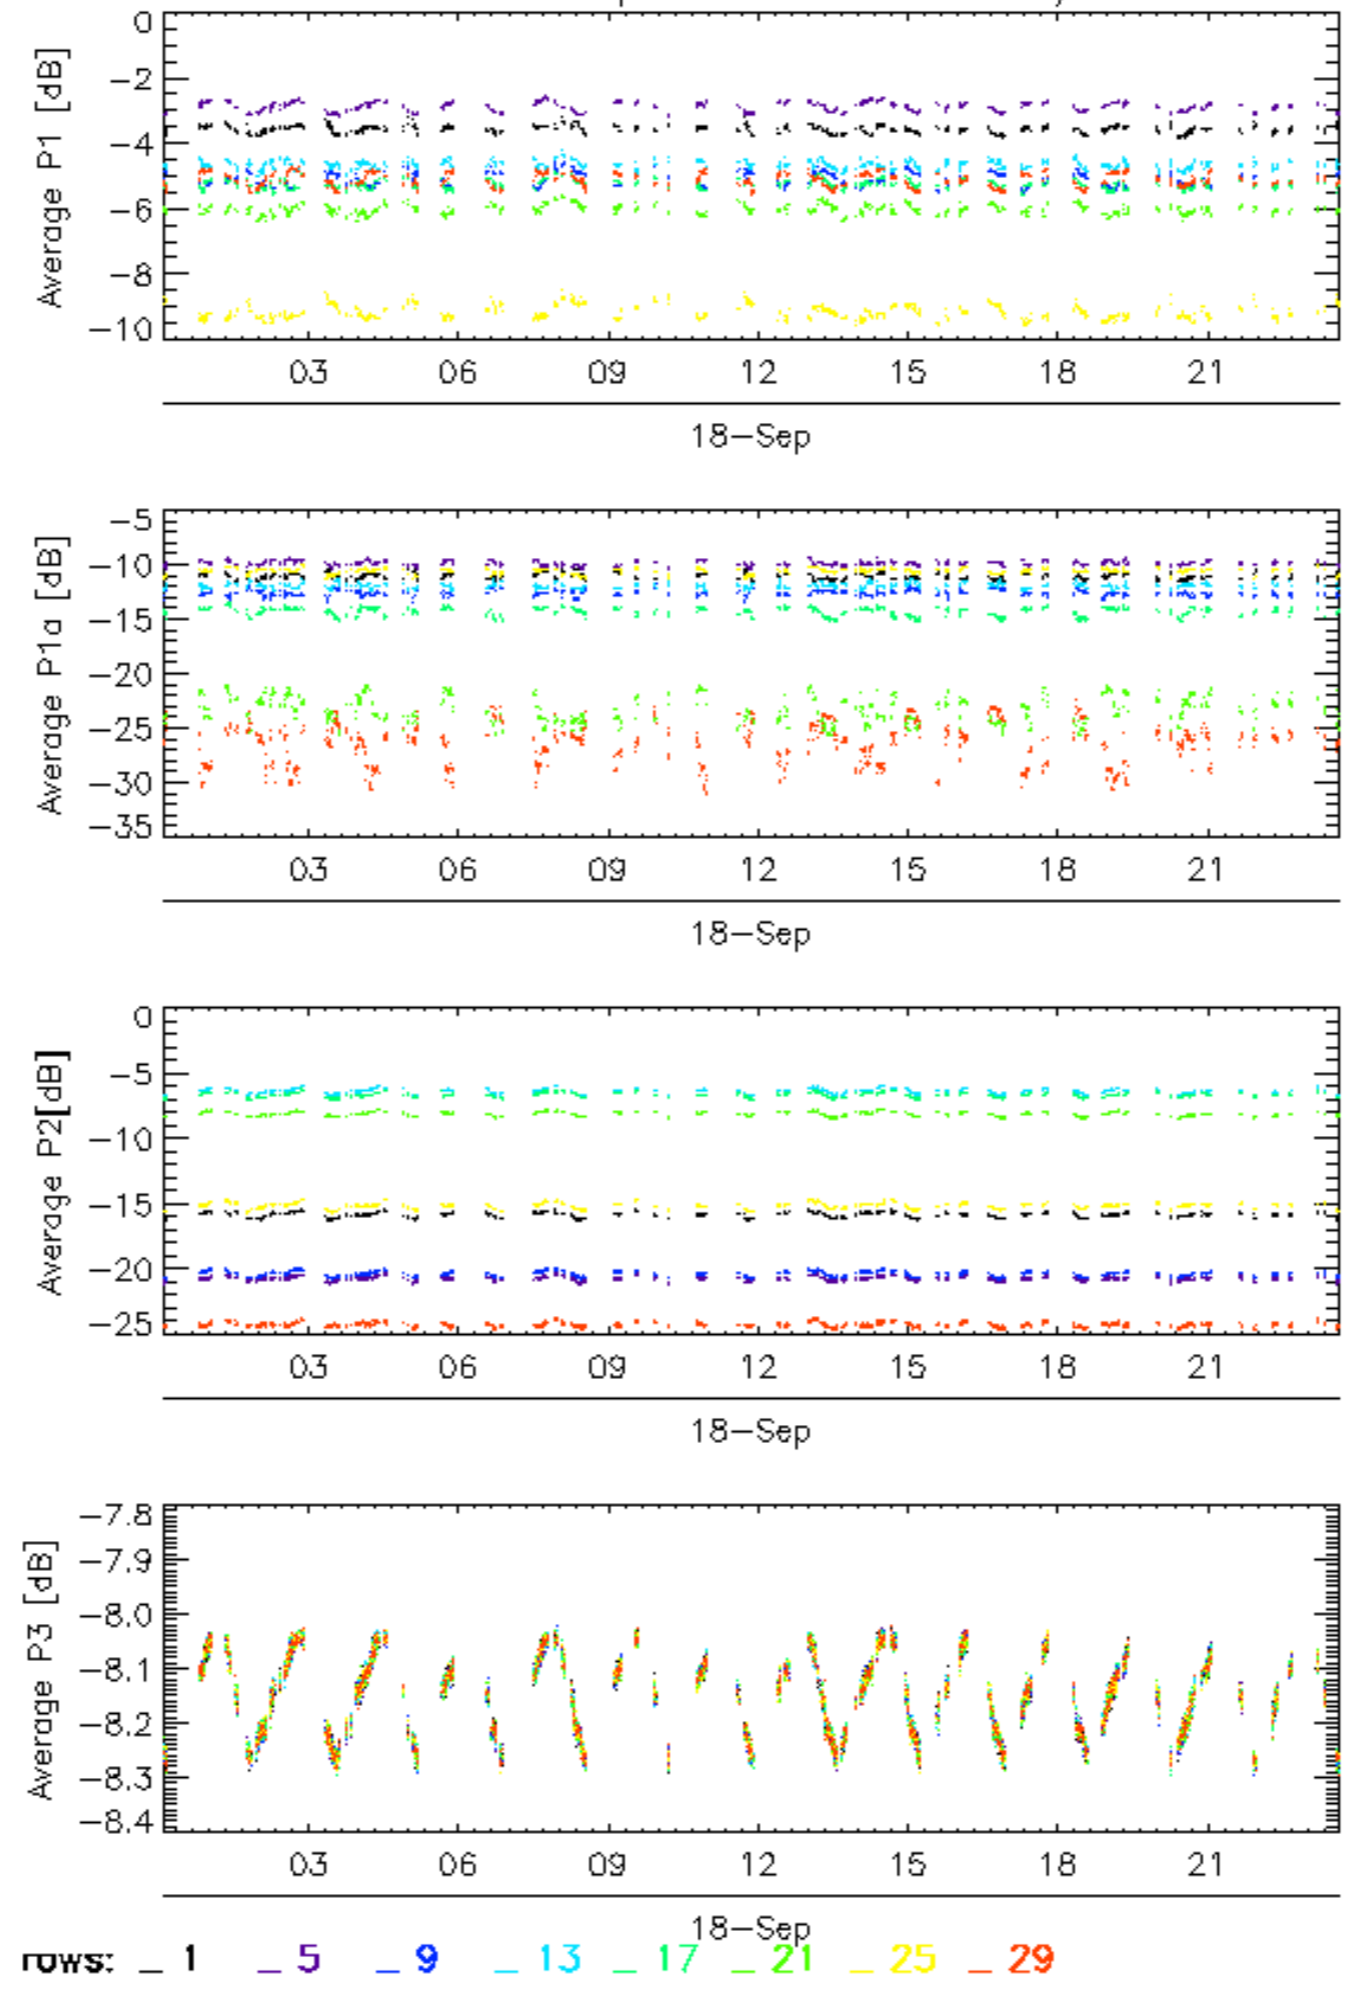 0
−2
−4
−6
−8
−10
Average P1 [dB]
03 06 09 12 15 18 21
18−Sep
−5
−10
−15
−20
−25
−30
−35
Average P1a [dB]
03 06 09 12 15 18 21
18−Sep
0
−5
−10
−15
−20
−25
Average P2[dB]
03 06 09 12 15 18 21
18−Sep
−7.8
−7.9
−8.0
−8.1
−8.2
−8.3
−8.4
Average P3 [dB]
03 06 09 12 15 18 21
18−Sep
rows: _ 1 _ 5 _ 9 _ 13 _ 17 _ 21 _ 25 _ 29